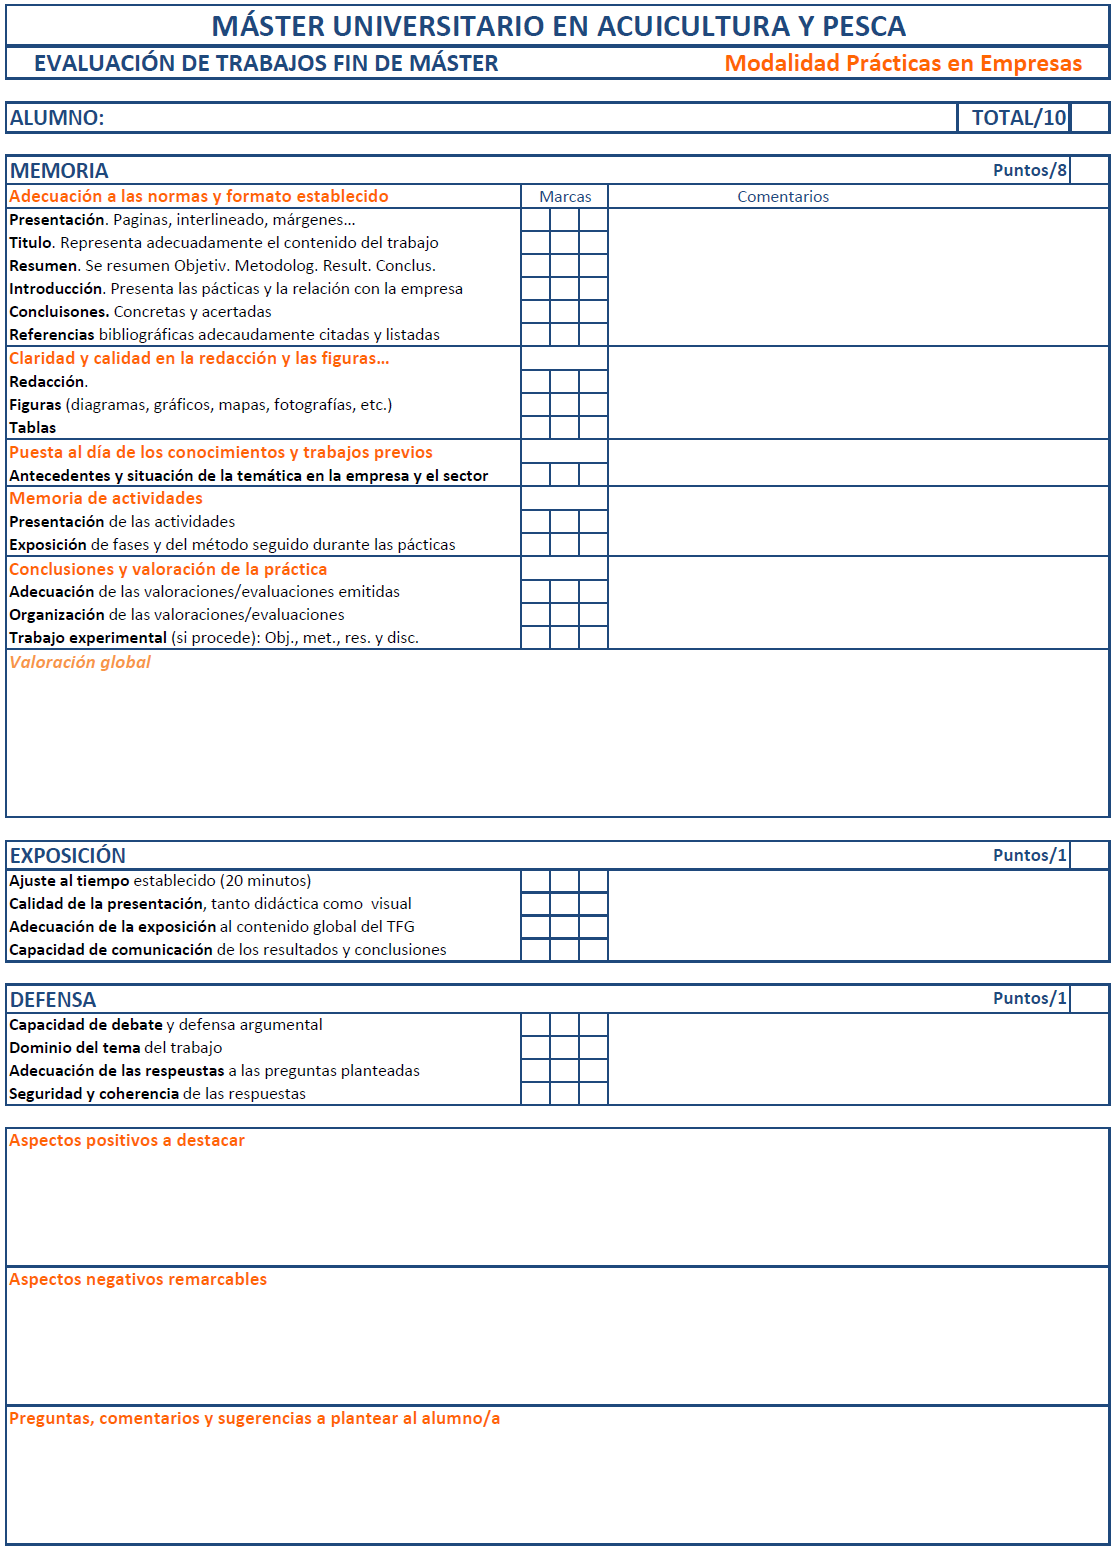 MÁSTER UNIVERSITARIO EN ACUICULTURA Y PESCA
EVALUACIÓN DE TRABAJOS FIN DE MÁSTER Modalidad Prácticas en Empresas
ALUMNO: TOTAL/10
MEMORIA Puntos/8
Adecuación a las normas y formato establecido Marcas Comentarios
Presentación. Paginas, interlineado, márgenes...
Titulo. Representa adecuadamente el contenido del trabajo
Resumen. Se resumen Objetiv. Metodolog. Result. Conclus.
Introducción. Presenta las pácticas y la relación con la empresa
Concluisones. Concretas y acertadas
Referencias bibliográficas adecaudamente citadas y listadas
Claridad y calidad en la redacción y las figuras...
Redacción.
Figuras (diagramas, gráficos, mapas, fotografías, etc.)
Tablas
Puesta al día de los conocimientos y trabajos previos
Antecedentes y situación de la temática en la empresa y el sector
Memoria de actividades
Presentación de las actividades
Exposición de fases y del método seguido durante las pácticas
Conclusiones y valoración de la práctica
Adecuación de las valoraciones/evaluaciones emitidas
Organización de las valoraciones/evaluaciones
Trabajo experimental (si procede): Obj., met., res. y disc.
Valoración global
EXPOSICIÓN Puntos/1
Ajuste al tiempo establecido (20 minutos)
Calidad de la presentación, tanto didáctica como visual
Adecuación de la exposición al contenido global del TFG
Capacidad de comunicación de los resultados y conclusiones
DEFENSA Puntos/1
Capacidad de debate y defensa argumental
Dominio del tema del trabajo
Adecuación de las respeustas a las preguntas planteadas
Seguridad y coherencia de las respuestas
Aspectos positivos a destacar
Aspectos negativos remarcables
Preguntas, comentarios y sugerencias a plantear al alumno/a